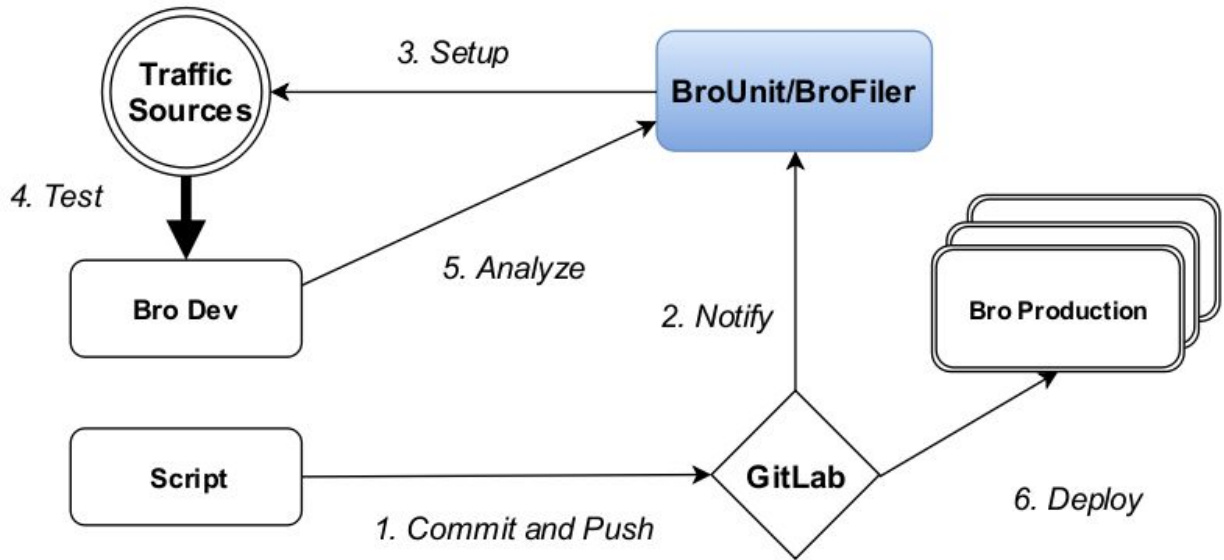 Traffic
Sources
3. Setup
BroUnit/BroFiler
4. Test
5. Analyze
Bro Dev
2. Notify
Bro Production
Script
GitLab
1. Commit and Push
6. Deploy